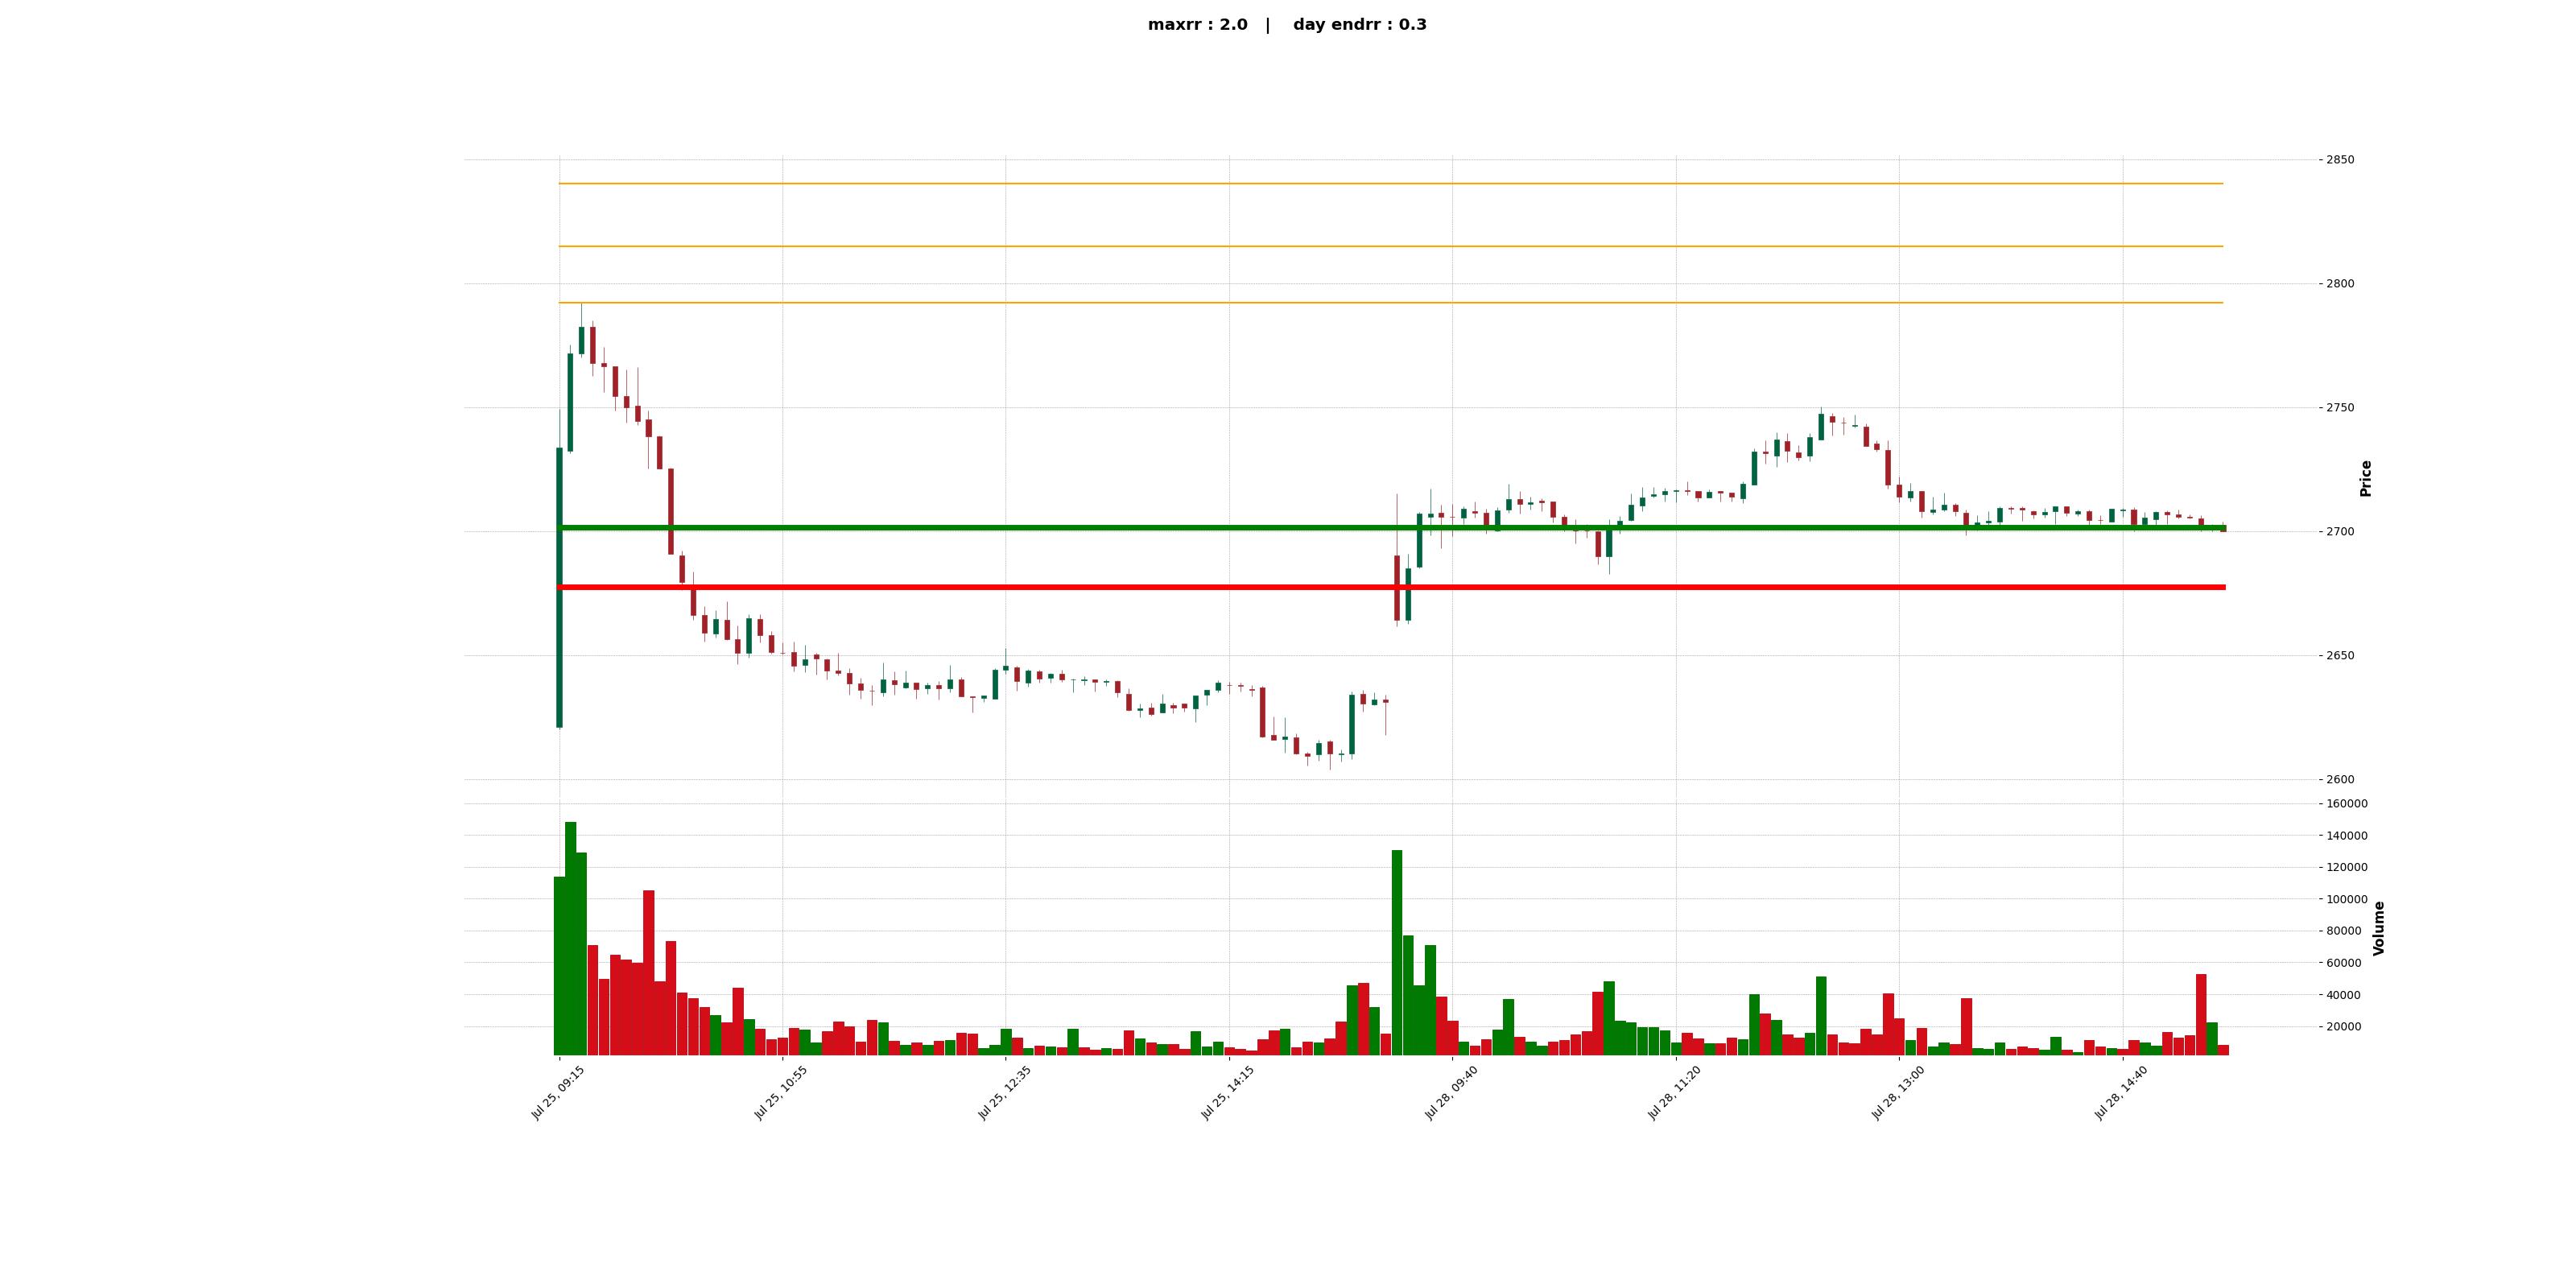 maxrr : 2.0 | day endrr : 0.3
2850
2800
2750
2700
2650
2600
Price
160000
140000
120000
100000
80000
60000
40000
20000
Volume
Jul 25, 09:15
Jul 25, 10:55
Jul 25, 12:35
Jul 25, 14:15
Jul 28, 09:40
Jul 28, 11:20
Jul 28, 13:00
Jul 28, 14:40